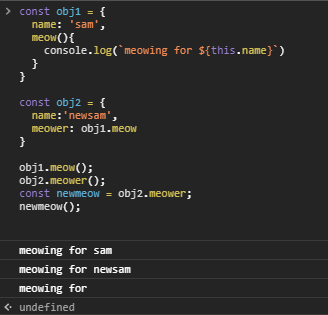 const obj1 = {
  name: 'sam',
  meow(){
    console.log(`meowing for ${this.name}`)
  }
}

const obj2 = {
  name:'newsam',
  meower: obj1.meow
}

obj1.meow();
obj2.meower();
const newmeow = obj2.meower;
newmeow();

meowing for sam
meowing for newsam
meowing for
undefined